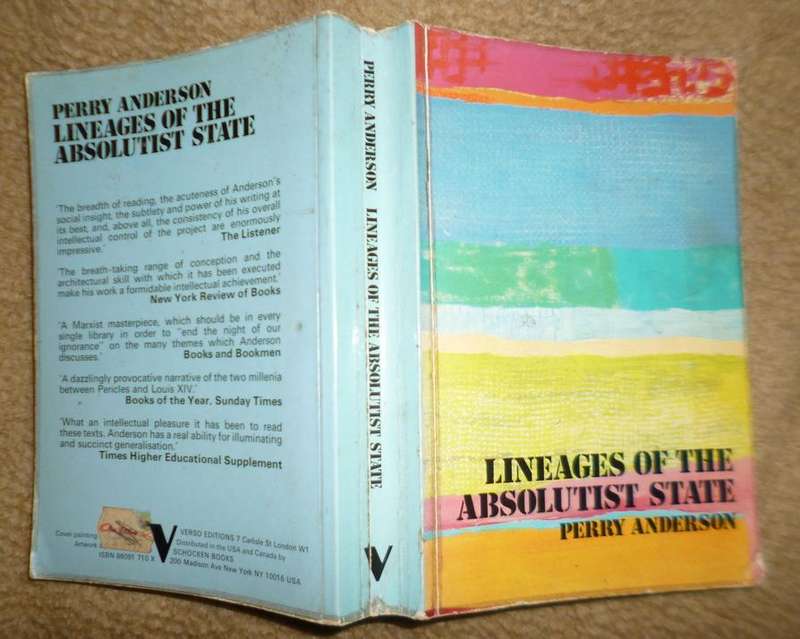 PERRY ANDERSON
LINEAGES OF THE
ABSOLUTIST STATE
'The breadth of reading, the acuteness of Anderson's
social insight, the subtlety and power of his writing at
its best, and, above all, the consistency of his overall
intellectual control of the project are enormously
impressive.' The Listener
'The breath-taking range of conception and the
architectural skill with which it has been executed
make his work a formidable intellectual achievement.'
New York Review of Books
'A Marxist masterpiece, which should be in every
single library in order to "end the night of our
ignorance" on the many themes which Anderson
discusses.' Books and Bookmen
'A dazzlingly provocative narrative of the two millenia
between Pericles and Louis XIV.'
Books of the Year, Sunday Times
'What an intellectual pleasure it has been to read
these texts. Anderson has a real ability for illuminating
and succinct generalisation.'
Times Higher Educational Supplement
Cover painting
Artwork
ISBN 86091 710 X
V
VERSO EDITIONS 7 Carlisle St London W1
Distributed in the USA and Canada by
SCHOCKEN BOOKS
200 Madison Ave New York NY 10016 USA
PERRY ANDERSON LINEAGES OF THE ABSOLUTIST STATE
V
LINEAGES OF THE
ABSOLUTIST STATE
PERRY ANDERSON